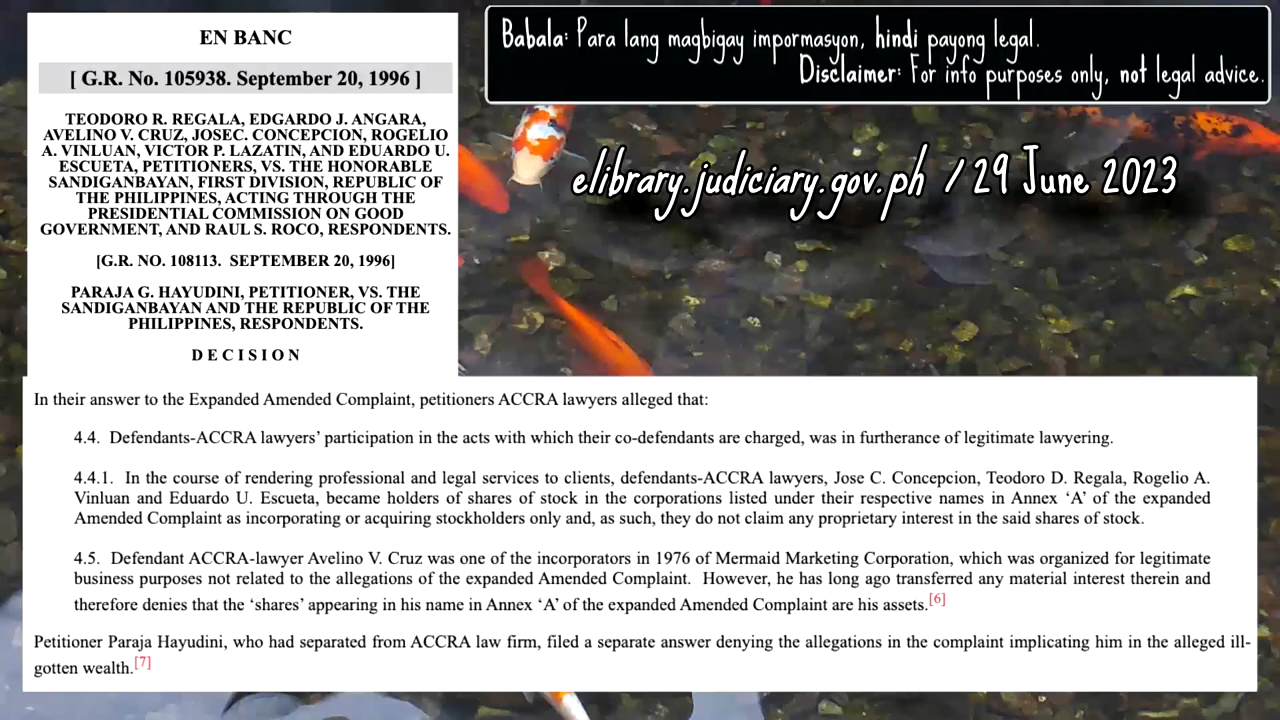 EN BANC
[ G.R. No. 105938. September 20, 1996 ]
TEODORO R. REGALA, EDGARDO J. ANGARA,
AVELINO V. CRUZ, JOSEC. CONCEPCION, ROGELIO
A. VINLUAN, VICTOR P. LAZATIN, AND EDUARDO U.
ESCUETA, PETITIONERS, VS. THE HONORABLE
SANDIGANBAYAN, FIRST DIVISION, REPUBLIC OF
THE PHILIPPINES, ACTING THROUGH THE
PRESIDENTIAL COMMISSION ON GOOD
GOVERNMENT, AND RAUL S. ROCO, RESPONDENTS.
[G.R. NO. 108113. SEPTEMBER 20, 1996]
PARAJA G. HAYUDINI, PETITIONER, VS. THE
SANDIGANBAYAN AND THE REPUBLIC OF THE
PHILIPPINES, RESPONDENTS.
D E C I S I O N
Babala: Para lang magbigay impormasyon, hindi payong legal.
Disclaimer: For info purposes only, not legal advice.
elibrary.judiciary.gov.ph / 29 June 2023
In their answer to the Expanded Amended Complaint, petitioners ACCRA lawyers alleged that:
4.4. Defendants-ACCRA lawyers' participation in the acts with which their co-defendants are charged, was in furtherance of legitimate lawyering.
4.4.1. In the course of rendering professional and legal services to clients, defendants-ACCRA lawyers, Jose C. Concepcion, Teodoro D. Regala, Rogelio A.
Vinluan and Eduardo U. Escueta, became holders of shares of stock in the corporations listed under their respective names in Annex 'A' of the expanded
Amended Complaint as incorporating or acquiring stockholders only and, as such, they do not claim any proprietary interest in the said shares of stock.
4.5. Defendant ACCRA-lawyer Avelino V. Cruz was one of the incorporators in 1976 of Mermaid Marketing Corporation, which was organized for legitimate
business purposes not related to the allegations of the expanded Amended Complaint. However, he has long ago transferred any material interest therein and
therefore denies that the 'shares' appearing in his name in Annex 'A' of the expanded Amended Complaint are his assets.[6]
Petitioner Paraja Hayudini, who had separated from ACCRA law firm, filed a separate answer denying the allegations in the complaint implicating him in the alleged ill-
gotten wealth.[7]